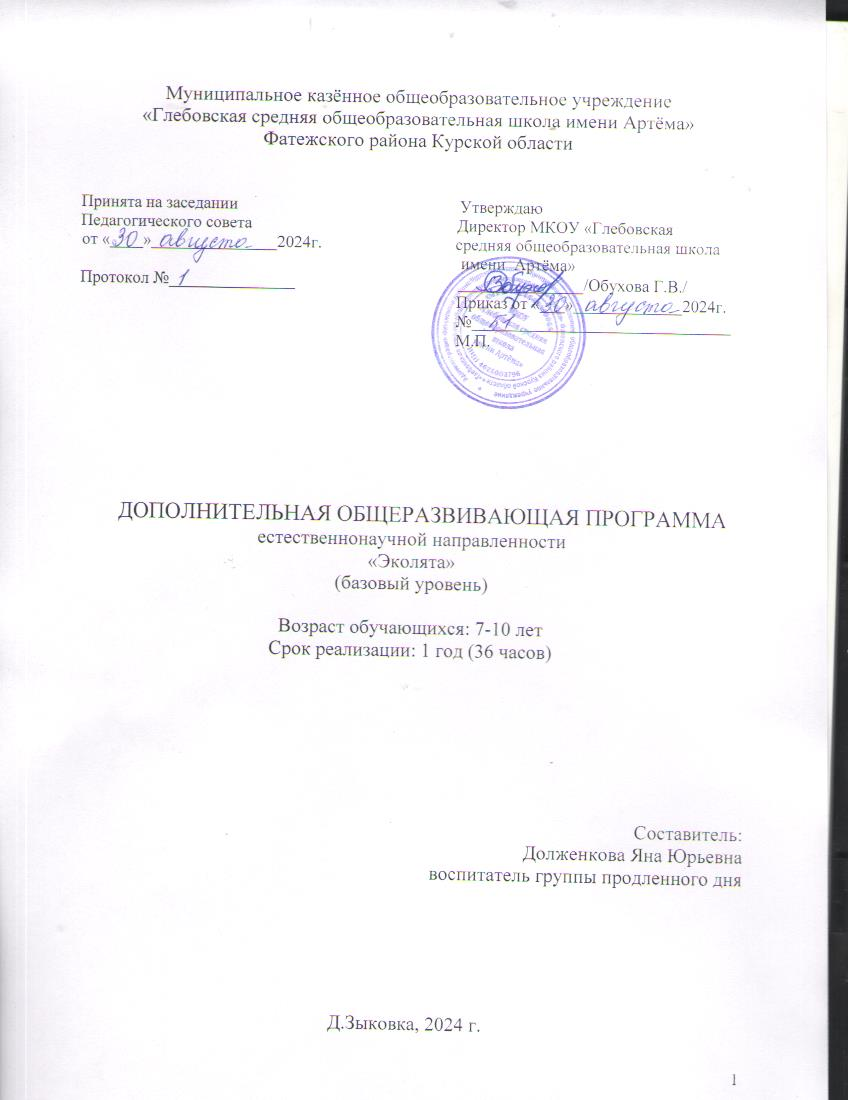 Муниципальное казённое общеобразовательное учреждение
«Глебовская средняя общеобразовательная школа имени Артёма»
Фатежского района Курской области
Принята на заседании
Педагогического совета
от «30» августа 2024г.
Протокол № 1
Утверждаю
Директор МКОУ «Глебовская
средняя общеобразовательная школа
имени Артёма»
/Обухова Г.В./
Приказ от «30» августа 2024г.
№ 51
М.П.
ДОПОЛНИТЕЛЬНАЯ ОБЩЕРАЗВИВАЮЩАЯ ПРОГРАММА
естественнонаучной направленности
«Эколята»
(базовый уровень)
Возраст обучающихся: 7-10 лет
Срок реализации: 1 год (36 часов)
Составитель:
Долженкова Яна Юрьевна
воспитатель группы продленного дня
Д.Зыковка, 2024 г.
1